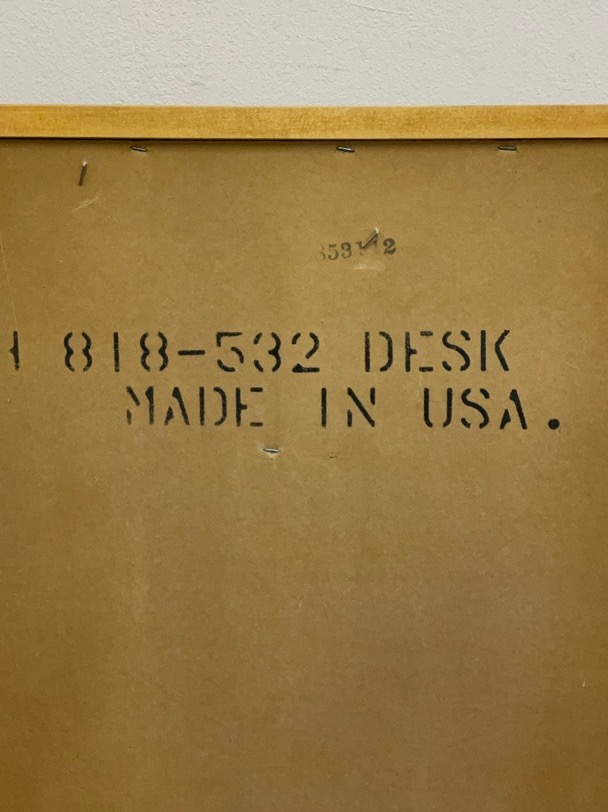 818-532 DESK
MADE IN USA.